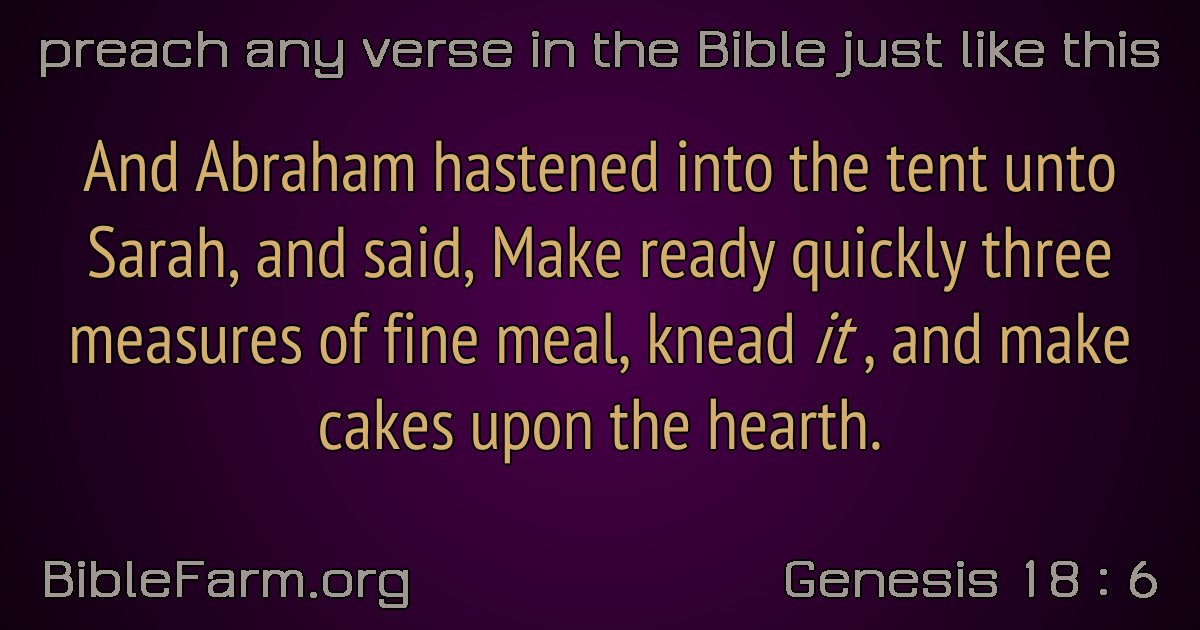 preach any verse in the Bible just like this
And Abraham hastened into the tent unto
Sarah, and said, Make ready quickly three
measures of fine meal, knead it , and make
cakes upon the hearth.
BibleFarm.org
Genesis 18 : 6